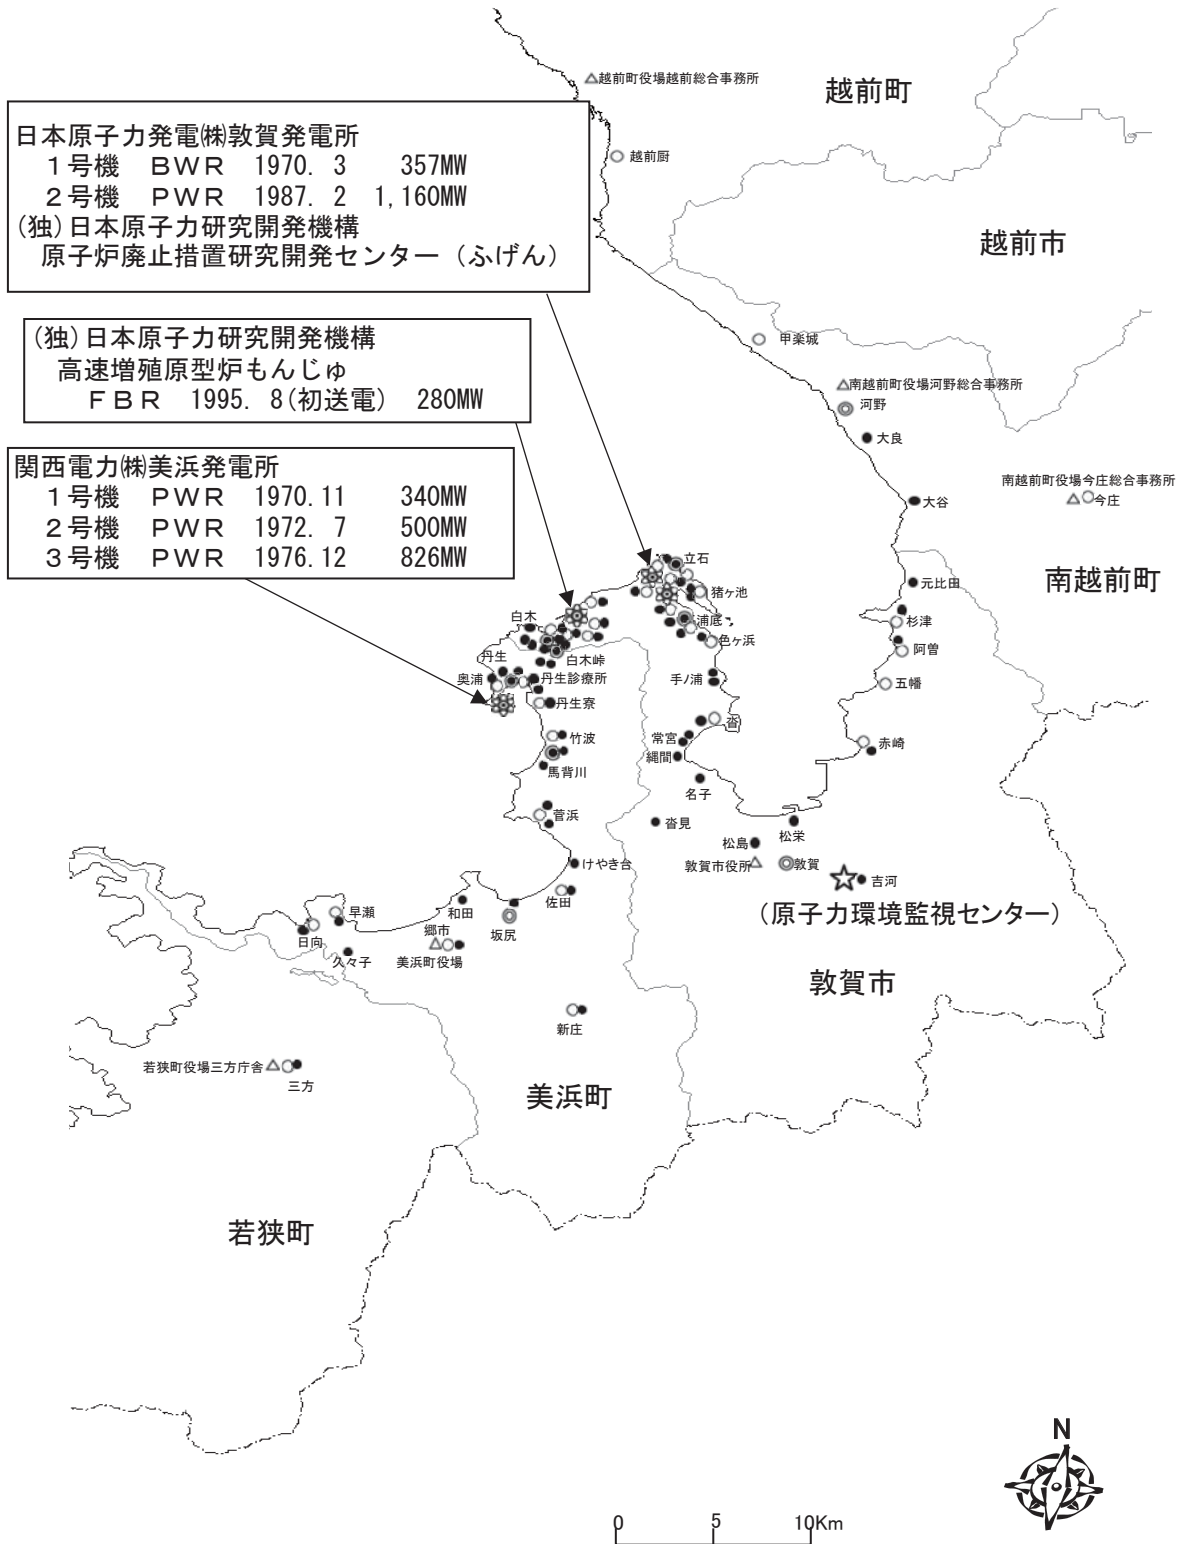 △越前町役場越前総合事務所
越前町
日本原子力発電㈱敦賀発電所
1号機 BWR 1970. 3 357MW
2号機 PWR 1987. 2 1,160MW
(独)日本原子力研究開発機構
原子炉廃止措置研究開発センター（ふげん）
越前厨
越前市
(独)日本原子力研究開発機構
高速増殖原型炉もんじゅ
FBR 1995. 8(初送電) 280MW
甲楽城
南越前町役場河野総合事務所
河野
大良
関西電力㈱美浜発電所
1号機 PWR 1970.11 340MW
2号機 PWR 1972. 7 500MW
3号機 PWR 1976.12 826MW
南越前町役場今庄総合事務所
今庄
大谷
立石
南越前町
元比田
猪ヶ池
白木
浦底
杉津
色ヶ浜
阿曽
丹生
白木峠
奥浦
丹生診療所
手ノ浦
五幡
丹生寮
沓
竹波
常宮
赤崎
縄間
馬背川
名子
菅浜
沓見
松栄
松島
けやき台
敦賀市役所
敦賀
吉河
佐田
和田
(原子力環境監視センター)
早瀬
坂尻
日向
郷市
久々子
美浜町役場
敦賀市
新庄
若狭町役場三方庁舎
三方
美浜町
若狭町
N
0 5 10Km